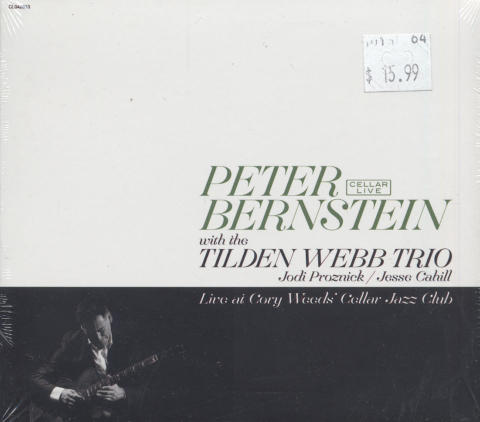 04
$ 15.99
PETER
CELLAR
LIVE
BERNSTEIN
with the
TILDEN WEBB TRIO
Jodi Proznick / Jesse Cahill
Live at Cory Weeds' Cellar Jazz Club